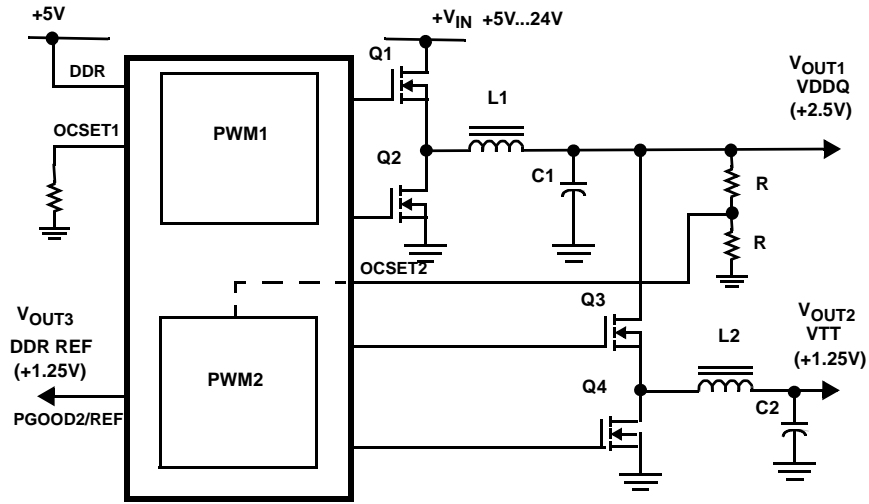 +5V
+VIN +5V...24V
Q1
DDR
VOUT1
VDDQ
(+2.5V)
L1
OCSET1
PWM1
Q2
C1
R
R
OCSET2
Q3
VOUT3
DDR REF
(+1.25V)
VOUT2
VTT
(+1.25V)
L2
PWM2
Q4
C2
PGOOD2/REF